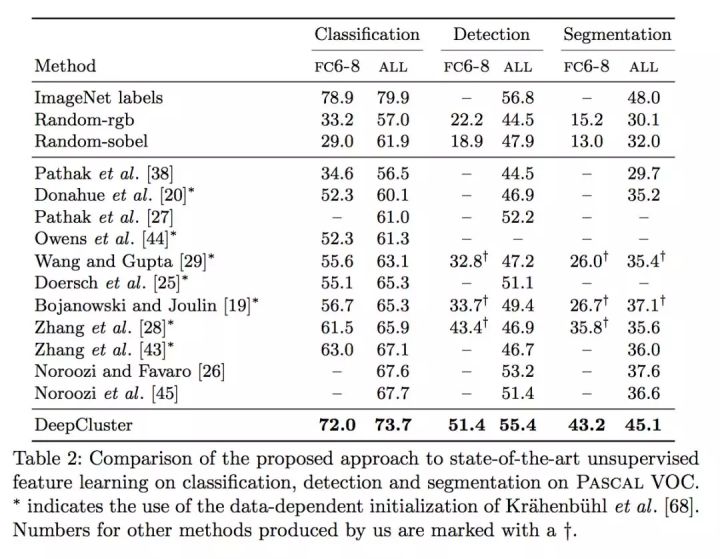 Classification Detection Segmentation
Method FC6-8 ALL FC6-8 ALL FC6-8 ALL
ImageNet labels 78.9 79.9 – 56.8 – 48.0
Random-rgb 33.2 57.0 22.2 44.5 15.2 30.1
Random-sobel 29.0 61.9 18.9 47.9 13.0 32.0
Pathak et al. [38] 34.6 56.5 – 44.5 – 29.7
Donahue et al. [20]* 52.3 60.1 – 46.9 – 35.2
Pathak et al. [27] – 61.0 – 52.2 – –
Owens et al. [44]* 52.3 61.3 – – – –
Wang and Gupta [29]* 55.6 63.1 32.8† 47.2 26.0† 35.4†
Doersch et al. [25]* 55.1 65.3 – 51.1 – –
Bojanowski and Joulin [19]* 56.7 65.3 33.7† 49.4 26.7† 37.1†
Zhang et al. [28]* 61.5 65.9 43.4† 46.9 35.8† 35.6
Zhang et al. [43]* 63.0 67.1 – 46.7 – 36.0
Noroozi and Favaro [26] – 67.6 – 53.2 – 37.6
Noroozi et al. [45] – 67.7 – 51.4 – 36.6
DeepCluster 72.0 73.7 51.4 55.4 43.2 45.1
Table 2: Comparison of the proposed approach to state-of-the-art unsupervised
feature learning on classification, detection and segmentation on PASCAL VOC.
* indicates the use of the data-dependent initialization of Krähenbühl et al. [68].
Numbers for other methods produced by us are marked with a †.